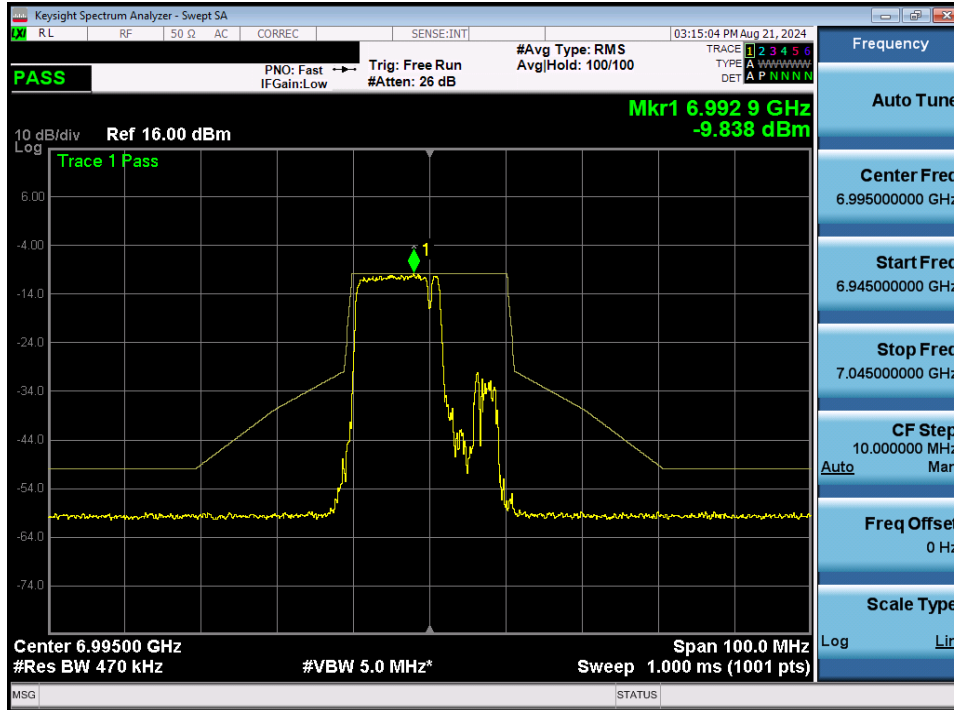 Keysight Spectrum Analyzer - Swept SA
LXI RL RF 50 Ω AC CORREC SENSE:INT 03:15:04 PM Aug 21, 2024
PASS
PNO: Fast
IFGain:Low
Trig: Free Run
#Atten: 26 dB
#Avg Type: RMS
Avg|Hold: 100/100
TRACE 1 2 3 4 5 6
TYPE A WWWWW
DET A P N N N N
Mkr1 6.992 9 GHz
-9.838 dBm
10 dB/div Ref 16.00 dBm
Log
Trace 1 Pass
6.00
-4.00
1
-14.0
-24.0
-34.0
-44.0
-54.0
-64.0
-74.0
Center 6.99500 GHz Span 100.0 MHz
#Res BW 470 kHz #VBW 5.0 MHz* Sweep 1.000 ms (1001 pts)
MSG STATUS
Frequency
Auto Tune
Center Freq
6.995000000 GHz
Start Freq
6.945000000 GHz
Stop Freq
7.045000000 GHz
CF Step
10.000000 MHz
Auto Man
Freq Offset
0 Hz
Scale Type
Log Lin